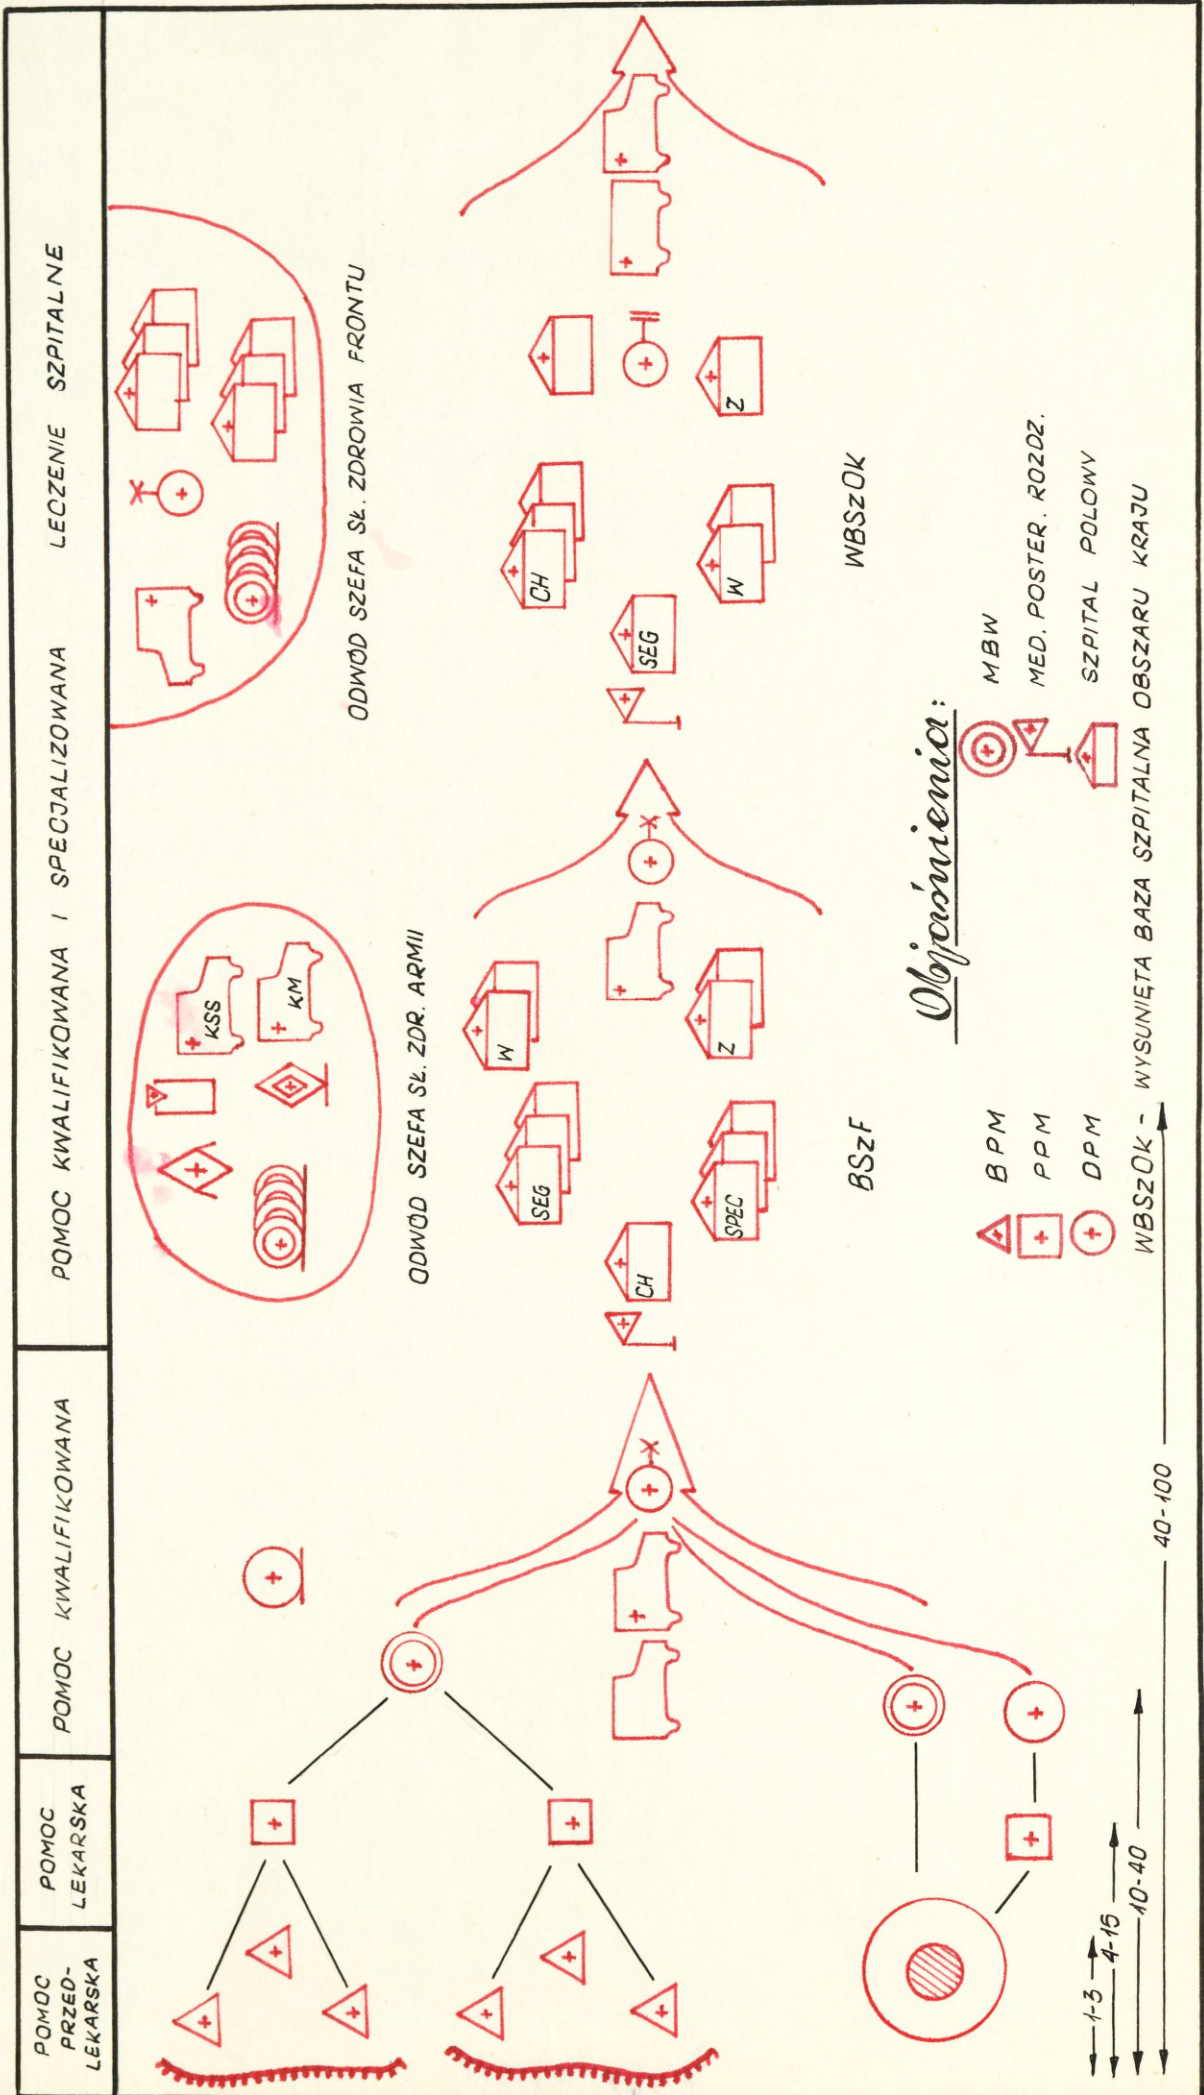 POMOC
PRZED-
LEKARSKA
POMOC
LEKARSKA
POMOC KWALIFIKOWANA
POMOC KWALIFIKOWANA I SPECJALIZOWANA
LECZENIE SZPITALNE
KSS
KM
ODWÓD SZEFA SŁ. ZDR. ARMII
ODWÓD SZEFA SŁ. ZDROWIA FRONTU
CH
SEG
W
SPEC
Z
BSzF
SEG
CH
W
Z
WBSzOK
Objaśnienia:
BPM
PPM
DPM
MBW
MED. POSTER. ROZDZ.
SZPITAL POLOWY
WBSzOK - WYSUNIĘTA BAZA SZPITALNA OBSZARU KRAJU
1-3
4-15
10-40
40-100